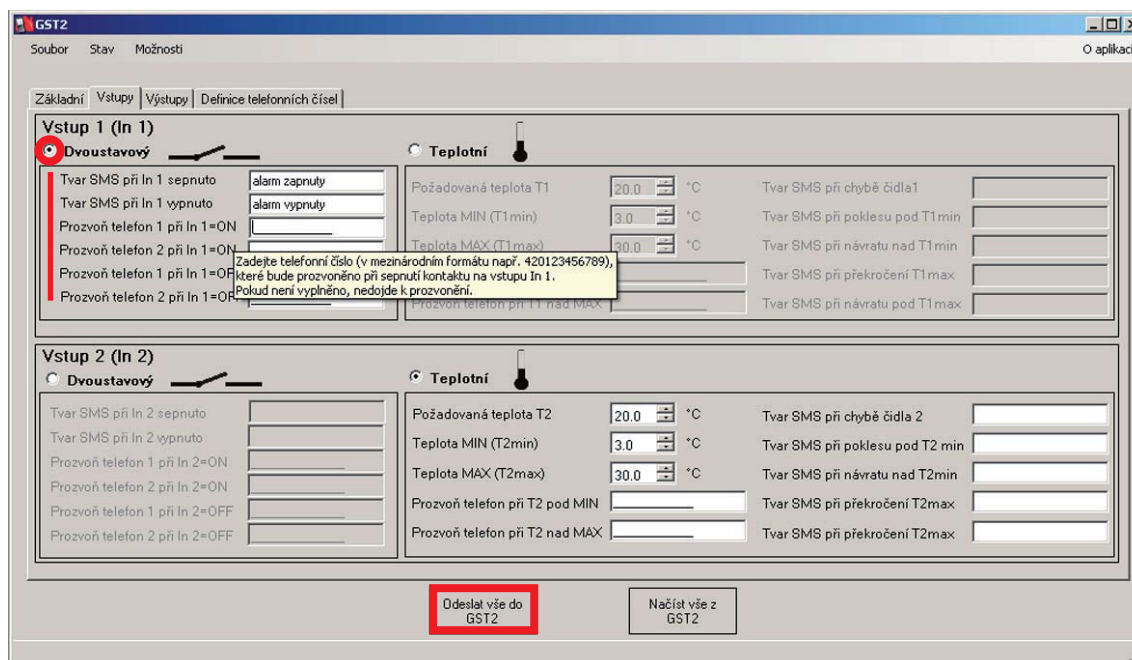 GST2
Soubor Stav Možnosti O aplikaci
Základní Vstupy Výstupy Definice telefonních čísel
Vstup 1 (In 1)
Dvoustavový
Tvar SMS při In 1 sepnuto alarm zapnuty
Tvar SMS při In 1 vypnuto alarm vypnuty
Prozvoň telefon 1 při In 1=ON
Prozvoň telefon 2 při In 1=ON
Prozvoň telefon 1 při In 1=OF
Prozvoň telefon 2 při In 1=OF
Zadejte telefonní číslo (v mezinárodním formátu např. 420123456789),
které bude prozvoněno při sepnutí kontaktu na vstupu In 1.
Pokud není vyplněno, nedojde k prozvonění.
Teplotní
Požadovaná teplota T1 20.0 °C
Teplota MIN (T1min) 3.0 °C
Teplota MAX (T1max) 30.0 °C
Prozvoň telefon při T1 nad MAX
Tvar SMS při chybě čidla1
Tvar SMS při poklesu pod T1min
Tvar SMS při návratu nad T1min
Tvar SMS při překročení T1max
Tvar SMS při návratu pod T1max
Vstup 2 (In 2)
Dvoustavový
Tvar SMS při In 2 sepnuto
Tvar SMS při In 2 vypnuto
Prozvoň telefon 1 při In 2=ON
Prozvoň telefon 2 při In 2=ON
Prozvoň telefon 1 při In 2=OFF
Prozvoň telefon 2 při In 2=OFF
Teplotní
Požadovaná teplota T2 20.0 °C
Teplota MIN (T2min) 3.0 °C
Teplota MAX (T2max) 30.0 °C
Prozvoň telefon při T2 pod MIN
Prozvoň telefon při T2 nad MAX
Tvar SMS při chybě čidla 2
Tvar SMS při poklesu pod T2 min
Tvar SMS při návratu nad T2min
Tvar SMS při překročení T2max
Tvar SMS při překročení T2max
Odeslat vše do
GST2
Načíst vše z
GST2